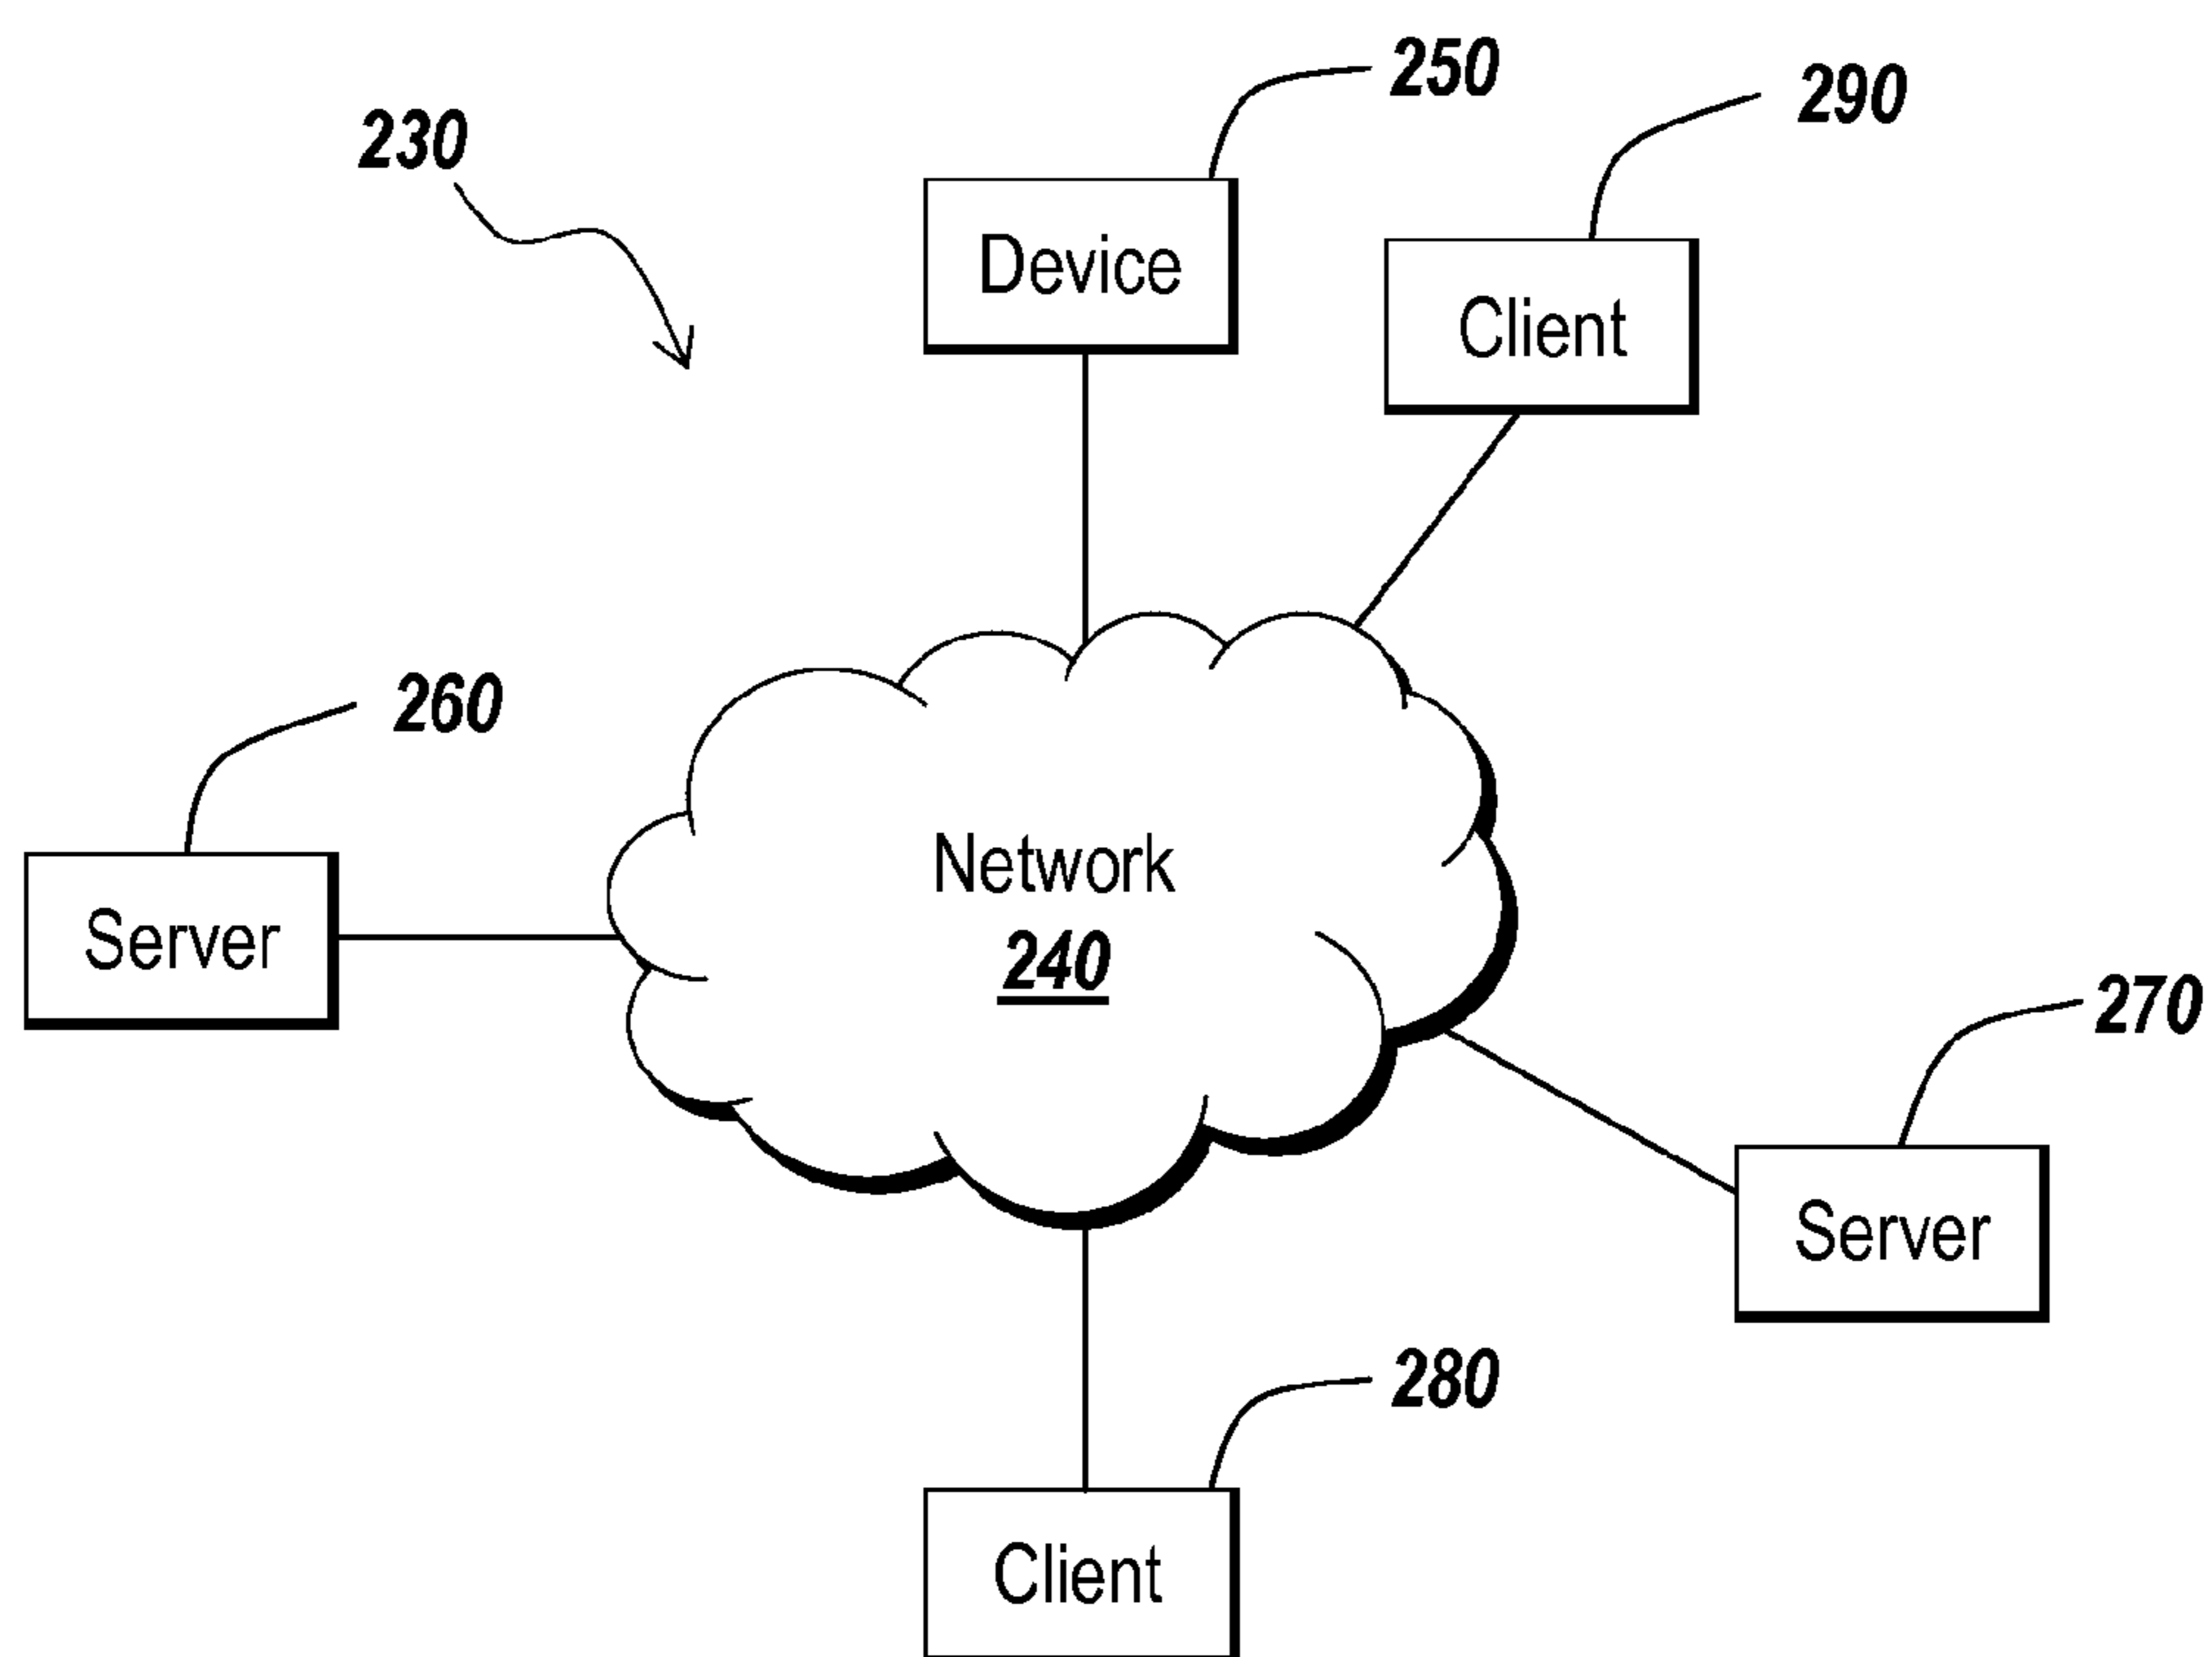 250
290
230
Device
Client
260
Network
240
Server
270
Server
280
Client